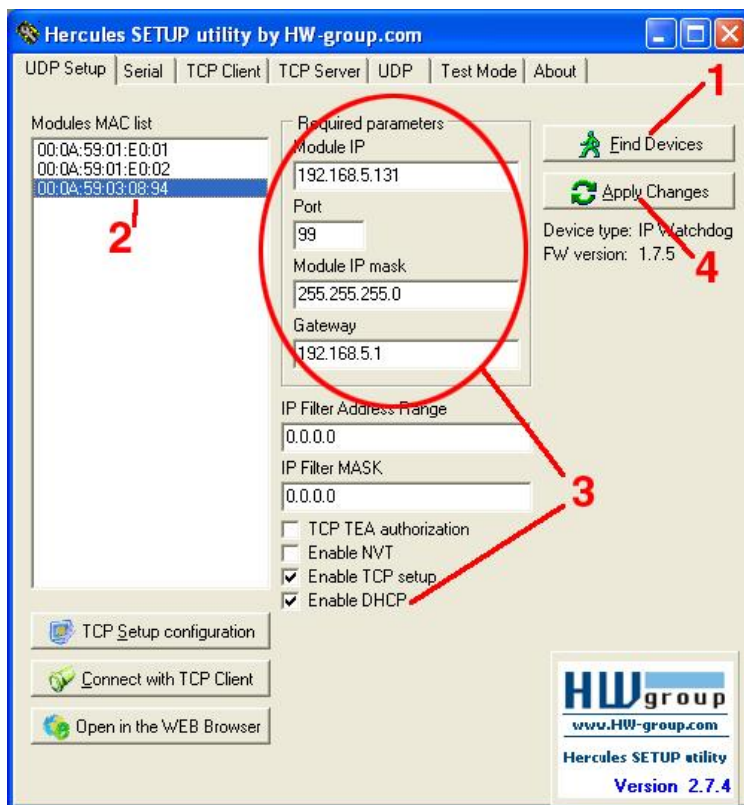 Hercules SETUP utility by HW-group.com
UDP Setup
Serial
TCP Client
TCP Server
UDP
Test Mode
About
1
Modules MAC list
00:0A:59:01:E0:01
00:0A:59:01:E0:02
00:0A:59:03:08:94
2
Required parameters
Module IP
192.168.5.131
Port
99
Module IP mask
255.255.255.0
Gateway
192.168.5.1
Find Devices
Apply Changes
Device type: IP Watchdog
FW version: 1.7.5
4
IP Filter Address Range
0.0.0.0
IP Filter MASK
0.0.0.0
3
TCP TEA authorization
Enable NVT
Enable TCP setup
Enable DHCP
TCP Setup configuration
Connect with TCP Client
Open in the WEB Browser
HWgroup
www.HW-group.com
Hercules SETUP utility
Version 2.7.4